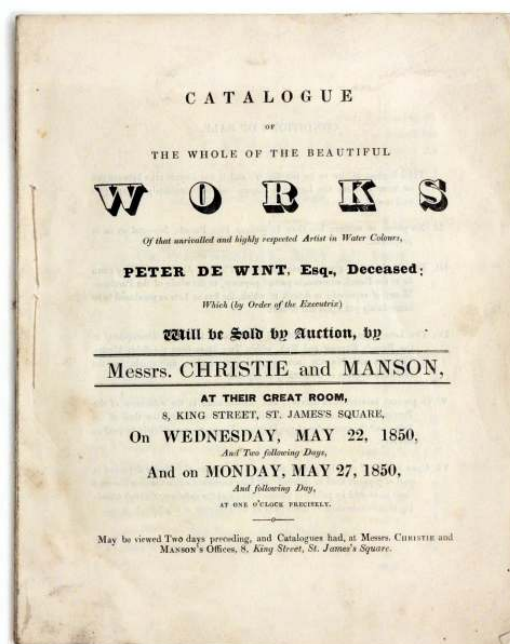 CATALOGUE
OF
THE WHOLE OF THE BEAUTIFUL
WORKS
Of that unrivalled and highly respected Artist in Water Colours,
PETER DE WINT, Esq., Deceased;
Which (by Order of the Executrix)
Will be Sold by Auction, by
Messrs. CHRISTIE and MANSON,
AT THEIR GREAT ROOM,
8, KING STREET, ST. JAMES'S SQUARE,
On WEDNESDAY, MAY 22, 1850,
And Two following Days,
And on MONDAY, MAY 27, 1850,
And following Day,
AT ONE O'CLOCK PRECISELY.
May be viewed Two days preceding, and Catalogues had, at Messrs. CHRISTIE and
MANSON'S Offices, 8, King Street, St. James's Square.